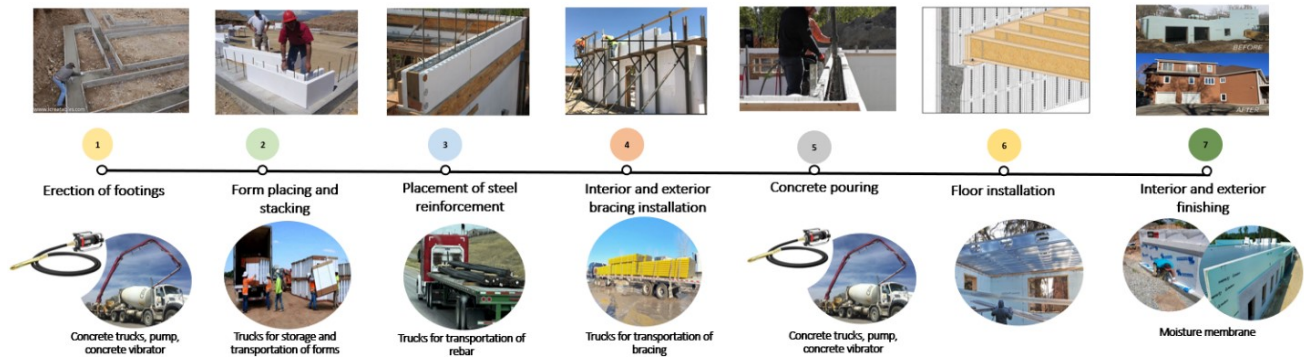 BEFORE
AFTER
1
2
3
4
5
6
7
Erection of footings
Form placing and
stacking
Placement of steel
reinforcement
Interior and exterior
bracing installation
Concrete pouring
Floor installation
Interior and exterior
finishing
Concrete trucks, pump,
concrete vibrator
Trucks for storage and
transportation of forms
Trucks for transportation of
rebar
Trucks for transportation of
bracing
Concrete trucks, pump,
concrete vibrator
Moisture membrane